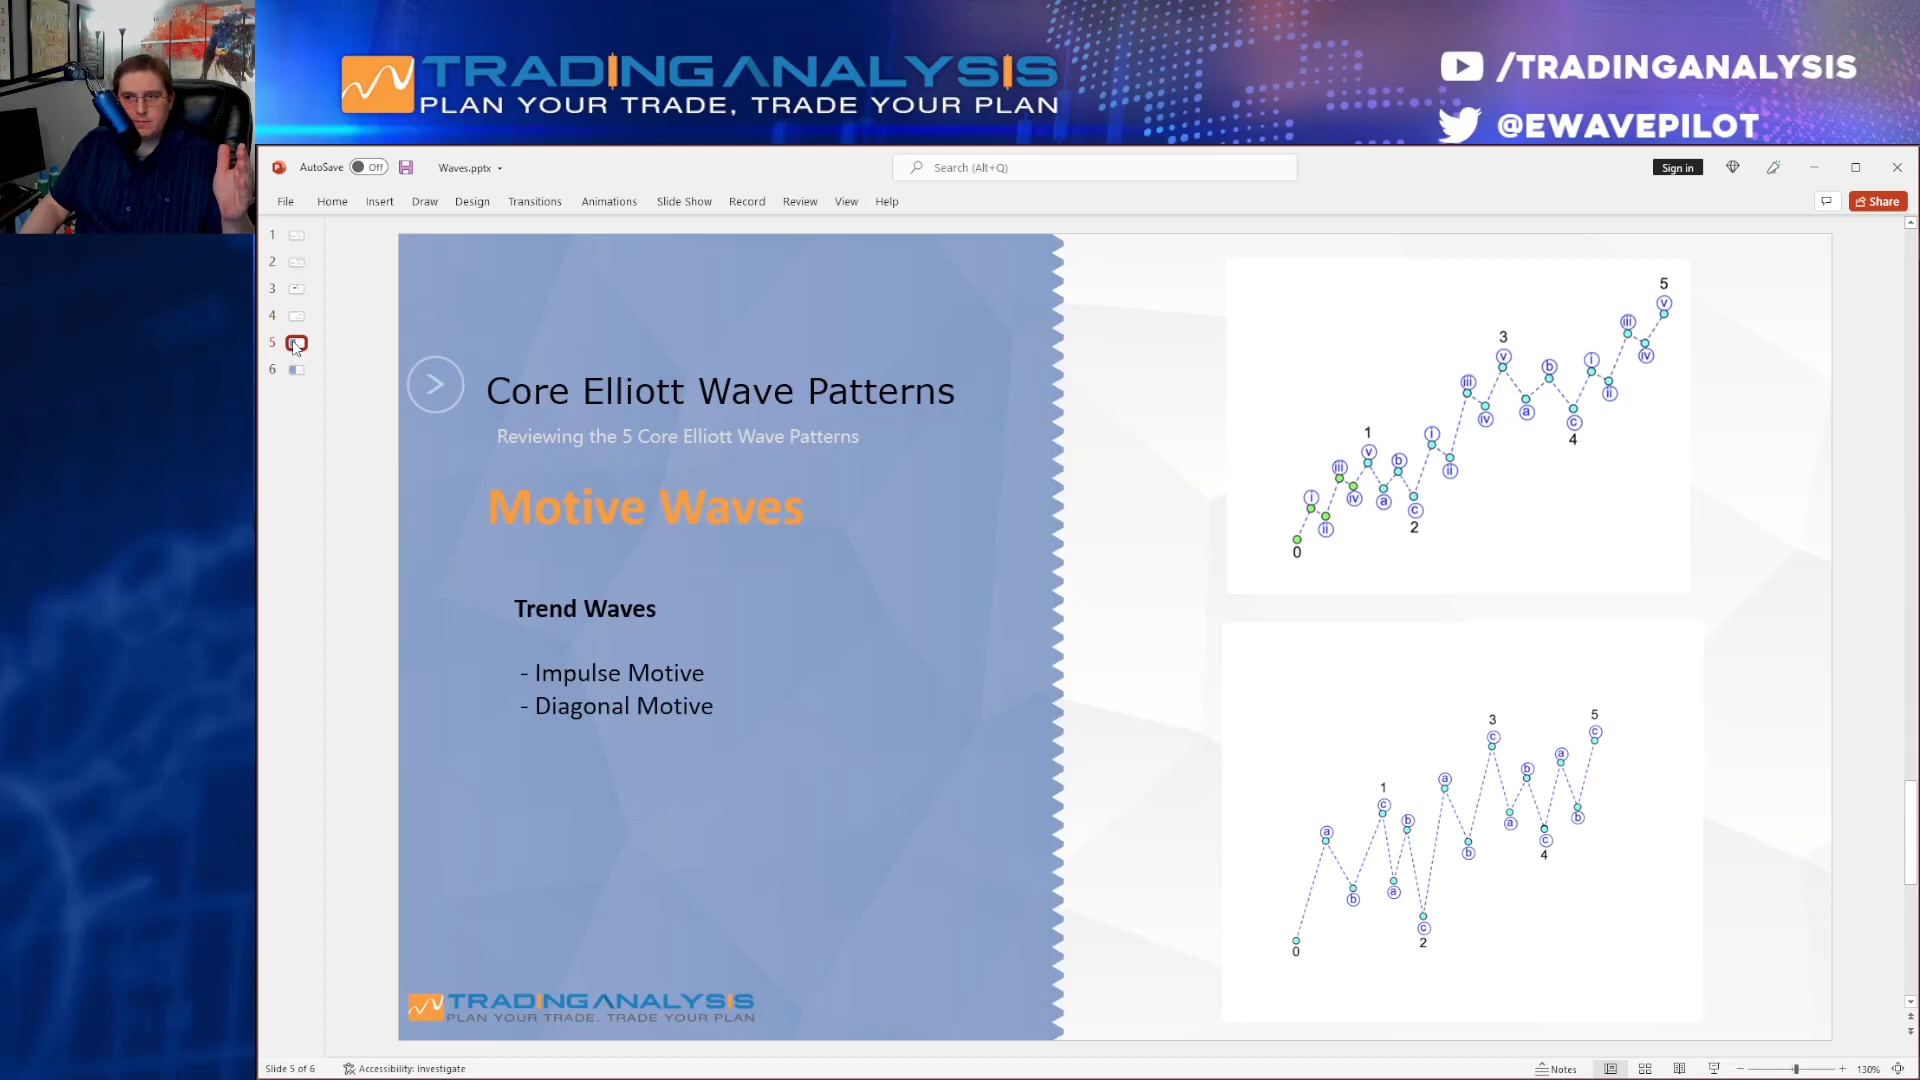 TRADINGANALYSIS
PLAN YOUR TRADE, TRADE YOUR PLAN
/TRADINGANALYSIS
@EWAVEPILOT
AutoSave Off Waves.pptx Search (Alt+Q) Sign in
File Home Insert Draw Design Transitions Animations Slide Show Record Review View Help Share
1
2
3
4
5
6
Core Elliott Wave Patterns
Reviewing the 5 Core Elliott Wave Patterns
Motive Waves
Trend Waves
- Impulse Motive
- Diagonal Motive
TRADINGANALYSIS
PLAN YOUR TRADE. TRADE YOUR PLAN
5
v
iii
3
iv
v
b
i
iii
ii
a
iv
c
1
i
4
v
b
iii
ii
i
iv
a
c
ii
2
0
5
3
c
c
a
b
a
1
c
b
a
b
a
c
b
4
b
a
c
2
0
Slide 5 of 6 Accessibility: Investigate Notes 130%